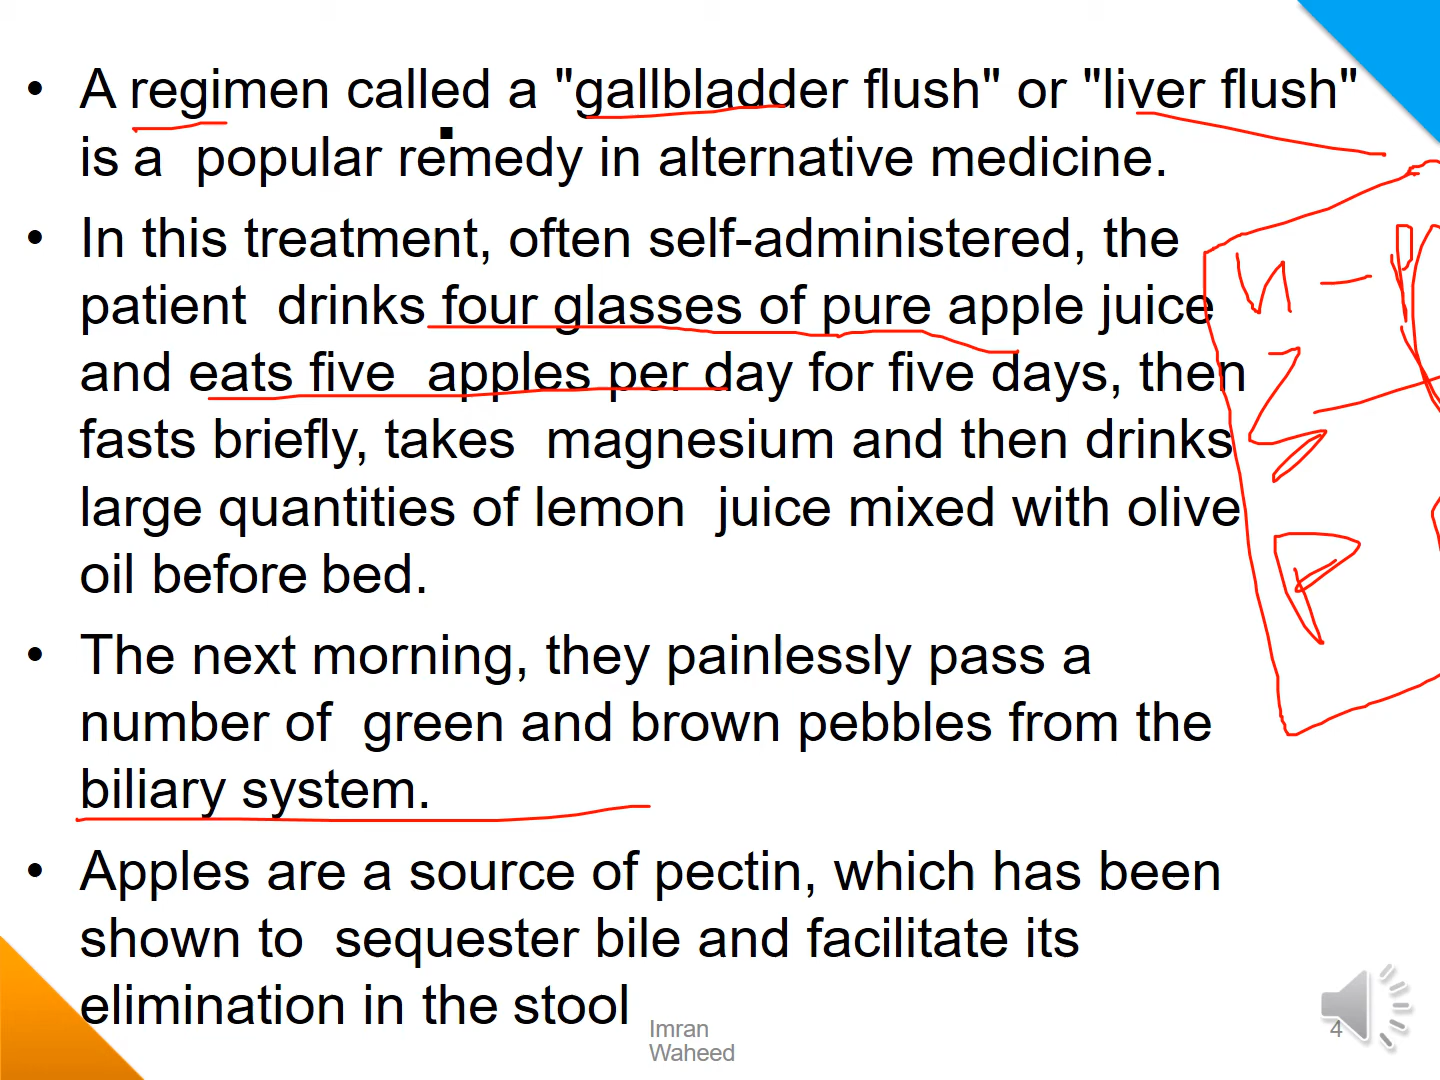 • A regimen called a "gallbladder flush" or "liver flush"
is a popular remedy in alternative medicine.
• In this treatment, often self-administered, the
patient drinks four glasses of pure apple juice
and eats five apples per day for five days, then
fasts briefly, takes magnesium and then drinks
large quantities of lemon juice mixed with olive
oil before bed.
• The next morning, they painlessly pass a
number of green and brown pebbles from the
biliary system.
• Apples are a source of pectin, which has been
shown to sequester bile and facilitate its
elimination in the stool
Imran
Waheed
4